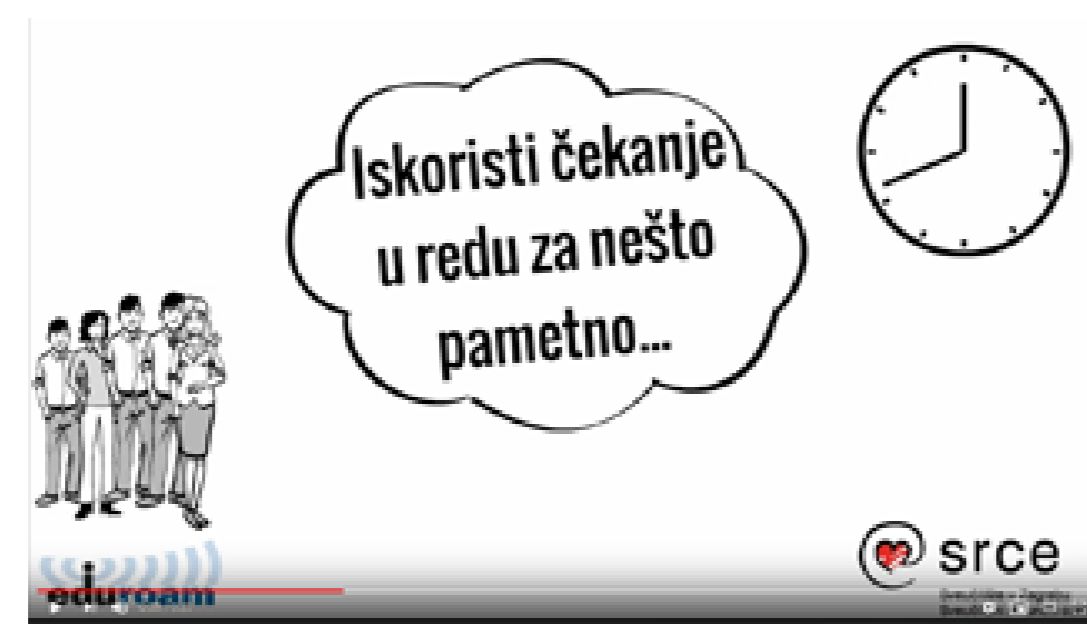 Iskoristi čekanje
u redu za nešto
pametno...
eduroam
srce